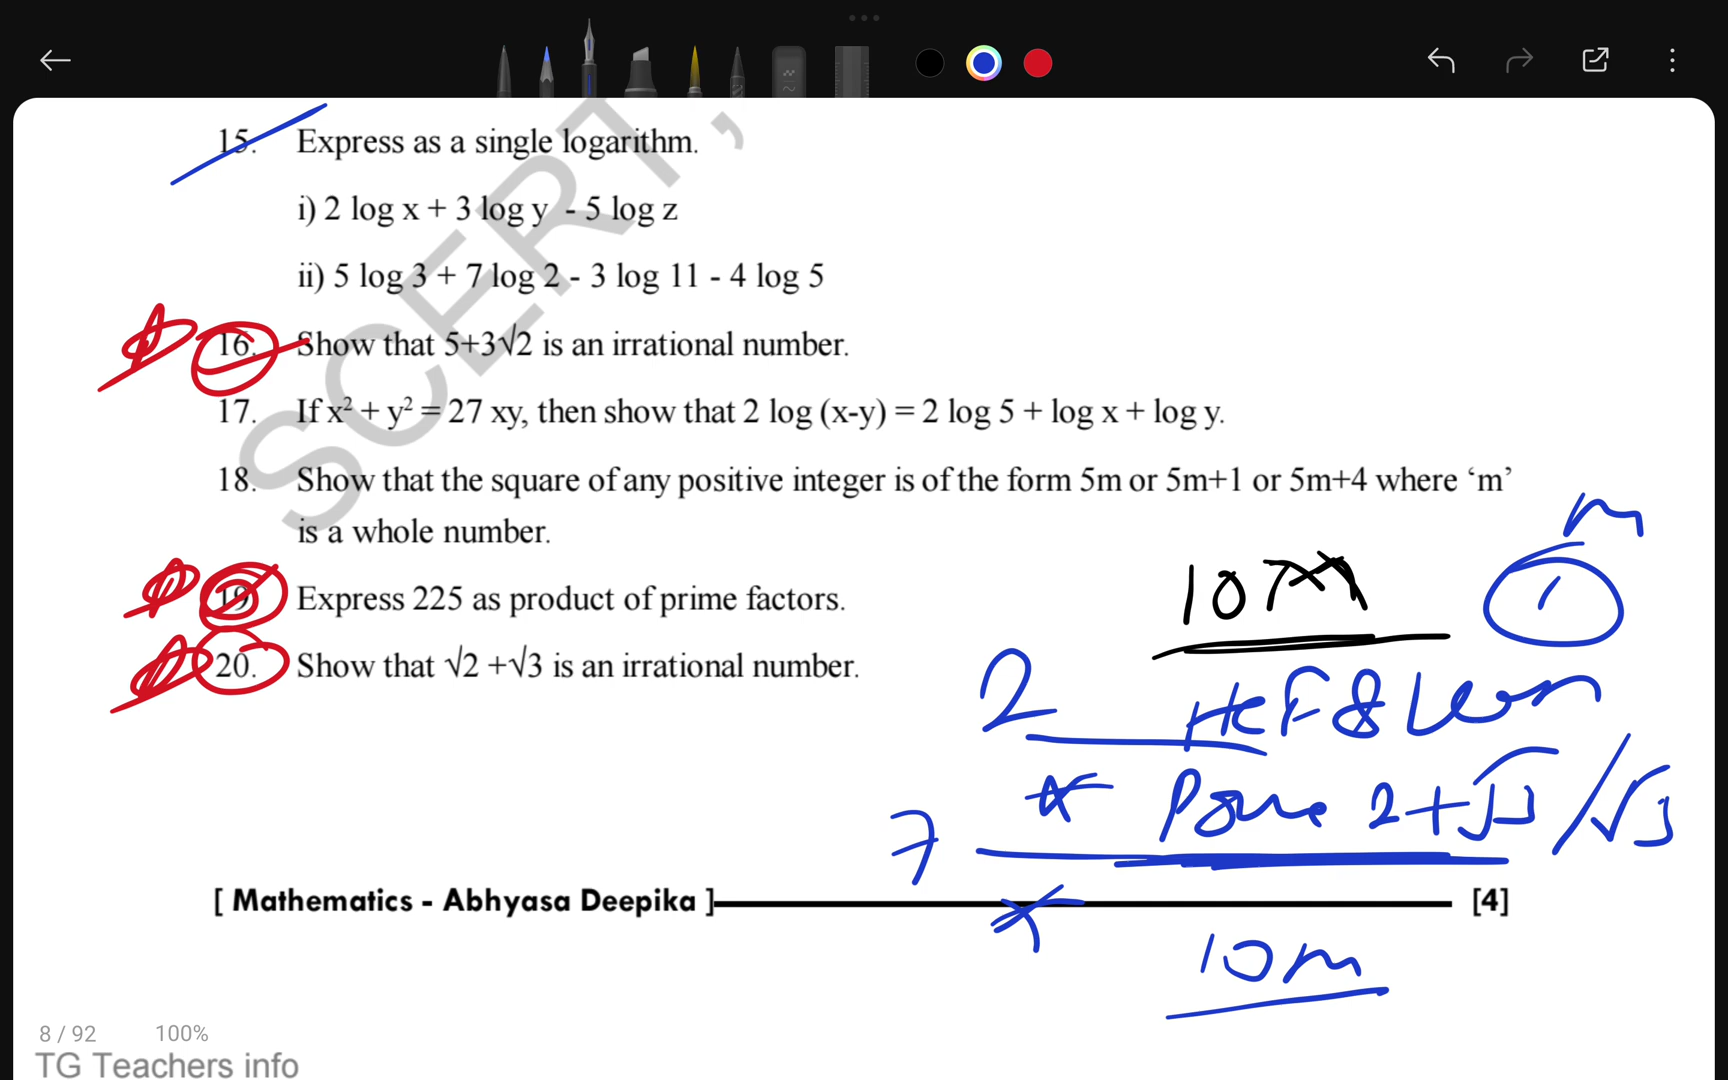 15. Express as a single logarithm.
i) 2 log x + 3 log y - 5 log z
ii) 5 log 3 + 7 log 2 - 3 log 11 - 4 log 5
16. Show that 5+3√2 is an irrational number.
17. If x² + y² = 27 xy, then show that 2 log (x-y) = 2 log 5 + log x + log y.
18. Show that the square of any positive integer is of the form 5m or 5m+1 or 5m+4 where ‘m’
is a whole number.
m
1
19. Express 225 as product of prime factors.
20. Show that √2 +√3 is an irrational number.
2
HCF &
2+√3 /√3
7
[ Mathematics - Abhyasa Deepika ] [4]
10m
8 / 92 100%
TG Teachers info
SCERT,